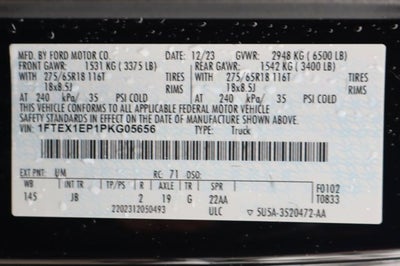 MFD. BY FORD MOTOR CO. 12/23 GVWR: 2948 KG ( 6500 LB)
FRONT GAWR: 1531 KG ( 3375 LB) REAR GAWR: 1542 KG ( 3400 LB)
WITH 275/65R18 116T TIRES WITH 275/65R18 116T TIRES
18x8.5J RIMS 18x8.5J RIMS
AT 240 kPa/ 35 PSI COLD AT 240 kPa/ 35 PSI COLD
THIS VEHICLE CONFORMS TO ALL APPLICABLE FEDERAL MOTOR VEHICLE
SAFETY STANDARDS IN EFFECT ON THE DATE OF MANUFACTURE SHOWN ABOVE.
VIN: 1FTEX1EP1PKG05656 TYPE: Truck
EXT PNT: UM RC: 71 DSO:
WB INT TR TP/PS R AXLE TR SPR F0102
145 JB 2 19 G 22AA T0833
2202312050493 ULC 5U5A-3520472-AA